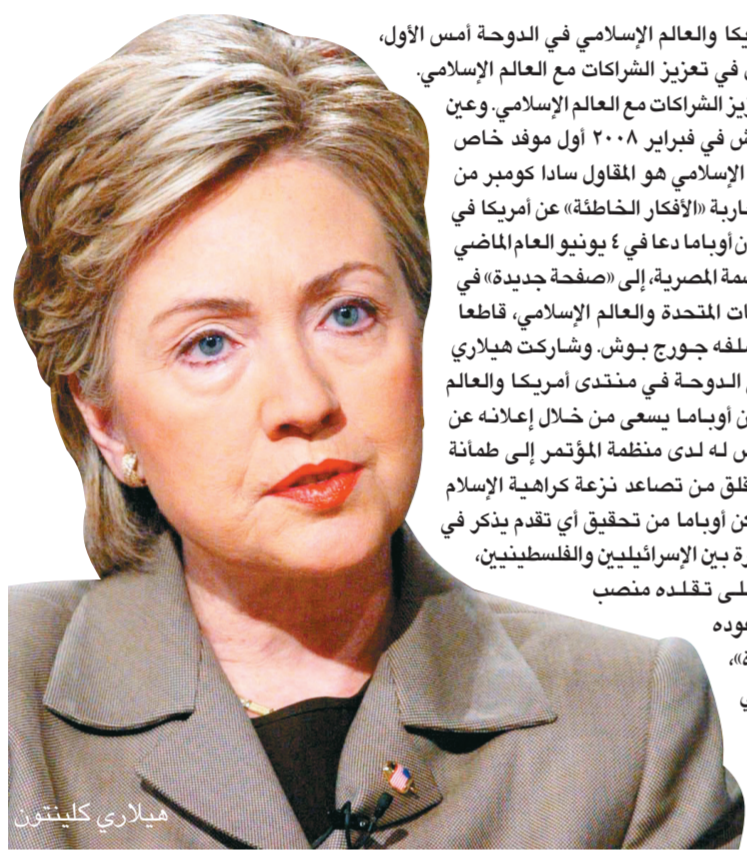 يكا والعالم الإسلامي في الدوحة أمس الأول،
في تعزيز الشراكات مع العالم الإسلامي.
يز الشراكات مع العالم الإسلامي. وعين
ش في فبراير ٢٠٠٨ أول موفد خاص
الإسلامي هو المقاول سادا كومبر من
اربة «الأفكار الخاطئة» عن أمريكا في
ن أوباما دعا في ٤ يونيو العام الماضي
سمة المصرية، إلى «صفحة جديدة» في
ات المتحدة والعالم الإسلامي، قاطعا
سلفه جورج بوش. وشاركت هيلاري
الدوحة في منتدى أمريكا والعالم
ن أوباما يسعى من خلال إعلانه عن
ص له لدى منظمة المؤتمر إلى طمأنة
قلق من تصاعد نزعة كراهية الإسلام
كن أوباما من تحقيق أي تقدم يذكر في
رة بين الإسرائيليين والفلسطينيين،
لى تقلده منصب
عوده
ة»،
ي
هيلاري كلينتون